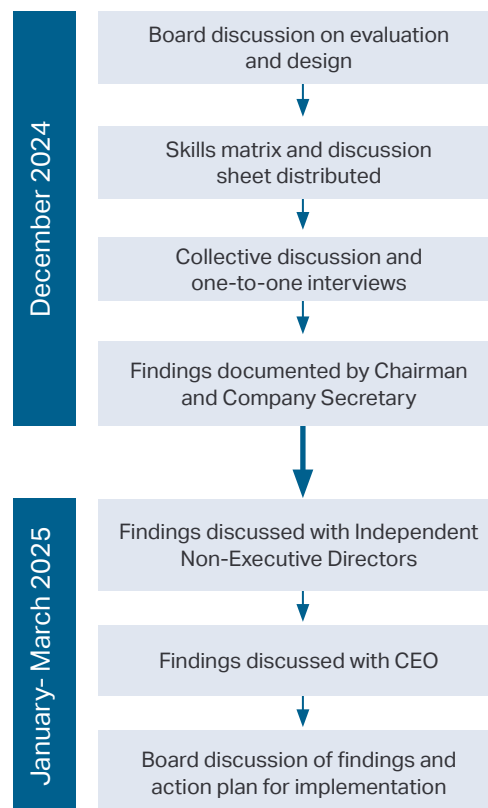 December 2024
Board discussion on evaluation
and design
Skills matrix and discussion
sheet distributed
Collective discussion and
one-to-one interviews
Findings documented by Chairman
and Company Secretary
January- March 2025
Findings discussed with Independent
Non-Executive Directors
Findings discussed with CEO
Board discussion of findings and
action plan for implementation